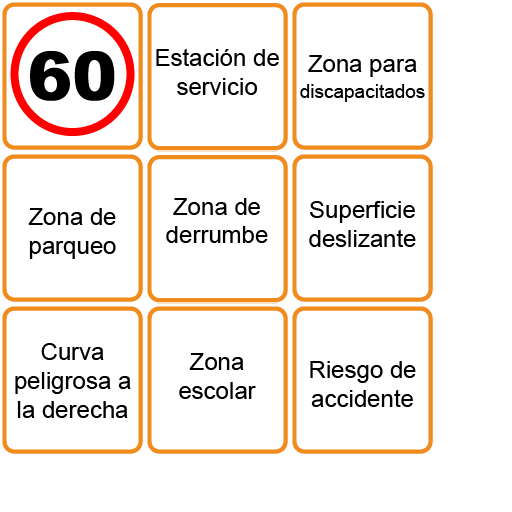 60
Estación de
servicio
Zona para
discapacitados
Zona de
parqueo
Zona de
derrumbe
Superficie
deslizante
Curva
peligrosa a
la derecha
Zona
escolar
Riesgo de
accidente